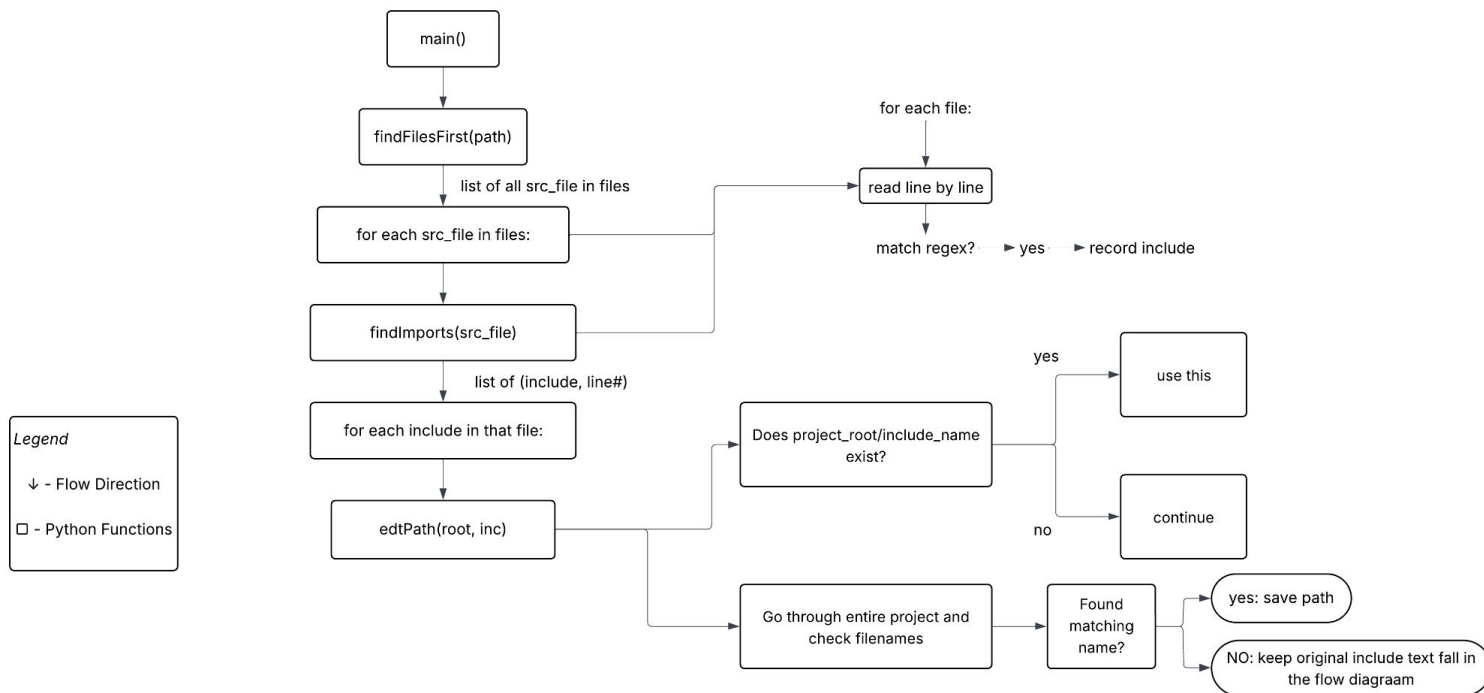 main()
findFilesFirst(path)
list of all src_file in files
for each src_file in files:
findImports(src_file)
list of (include, line#)
for each include in that file:
edtPath(root, inc)
for each file:
read line by line
match regex?
yes
record include
Does project_root/include_name
exist?
yes
use this
no
continue
Go through entire project and
check filenames
Found
matching
name?
yes: save path
NO: keep original include text fall in
the flow diagraam
Legend
↓ - Flow Direction
□ - Python Functions